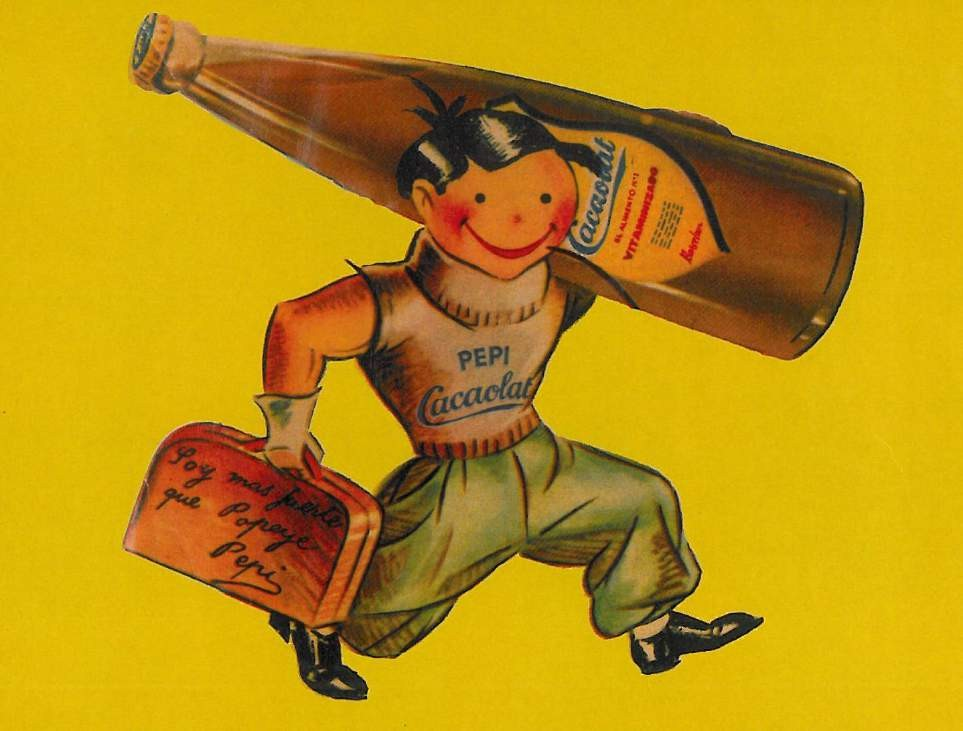 Cacaolat
EL ALIMENTO Nº1
VITAMINIZADO
PEPI
Cacaolat
Soy mas fuerte
que Popeye
Pepi